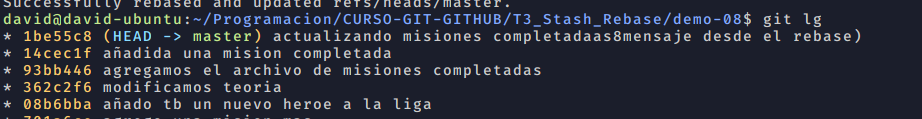 Successfully rebased and updated refs/heads/master.
david@david-ubuntu:~/Programacion/CURSO-GIT-GITHUB/T3_Stash_Rebase/demo-08$ git lg
* 1be55c8 (HEAD -> master) actualizando misiones completadaas8mensaje desde el rebase)
* 14cec1f añadida una mision completada
* 93bb446 agregamos el archivo de misiones completadas
* 362c2f6 modificamos teoria
* 08b6bba añado tb un nuevo heroe a la liga